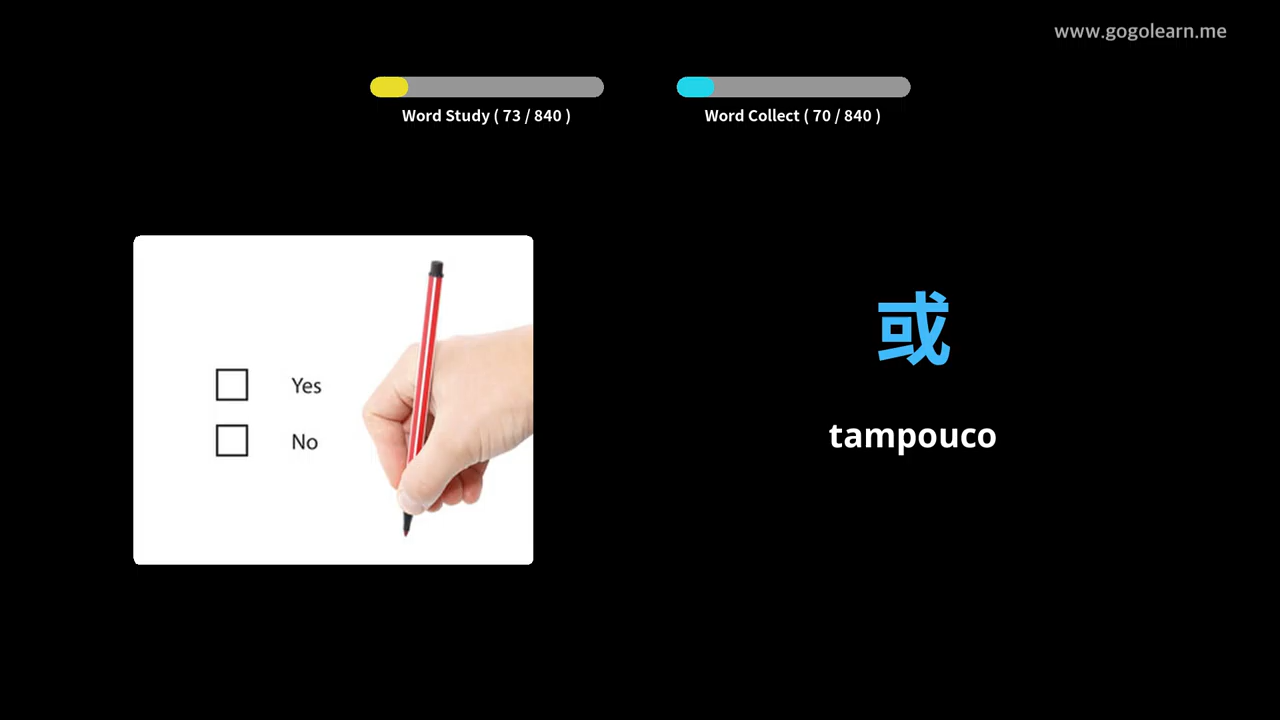 www.gogolearn.me
Word Study ( 73 / 840 )
Word Collect ( 70 / 840 )
Yes
No
或
tampouco